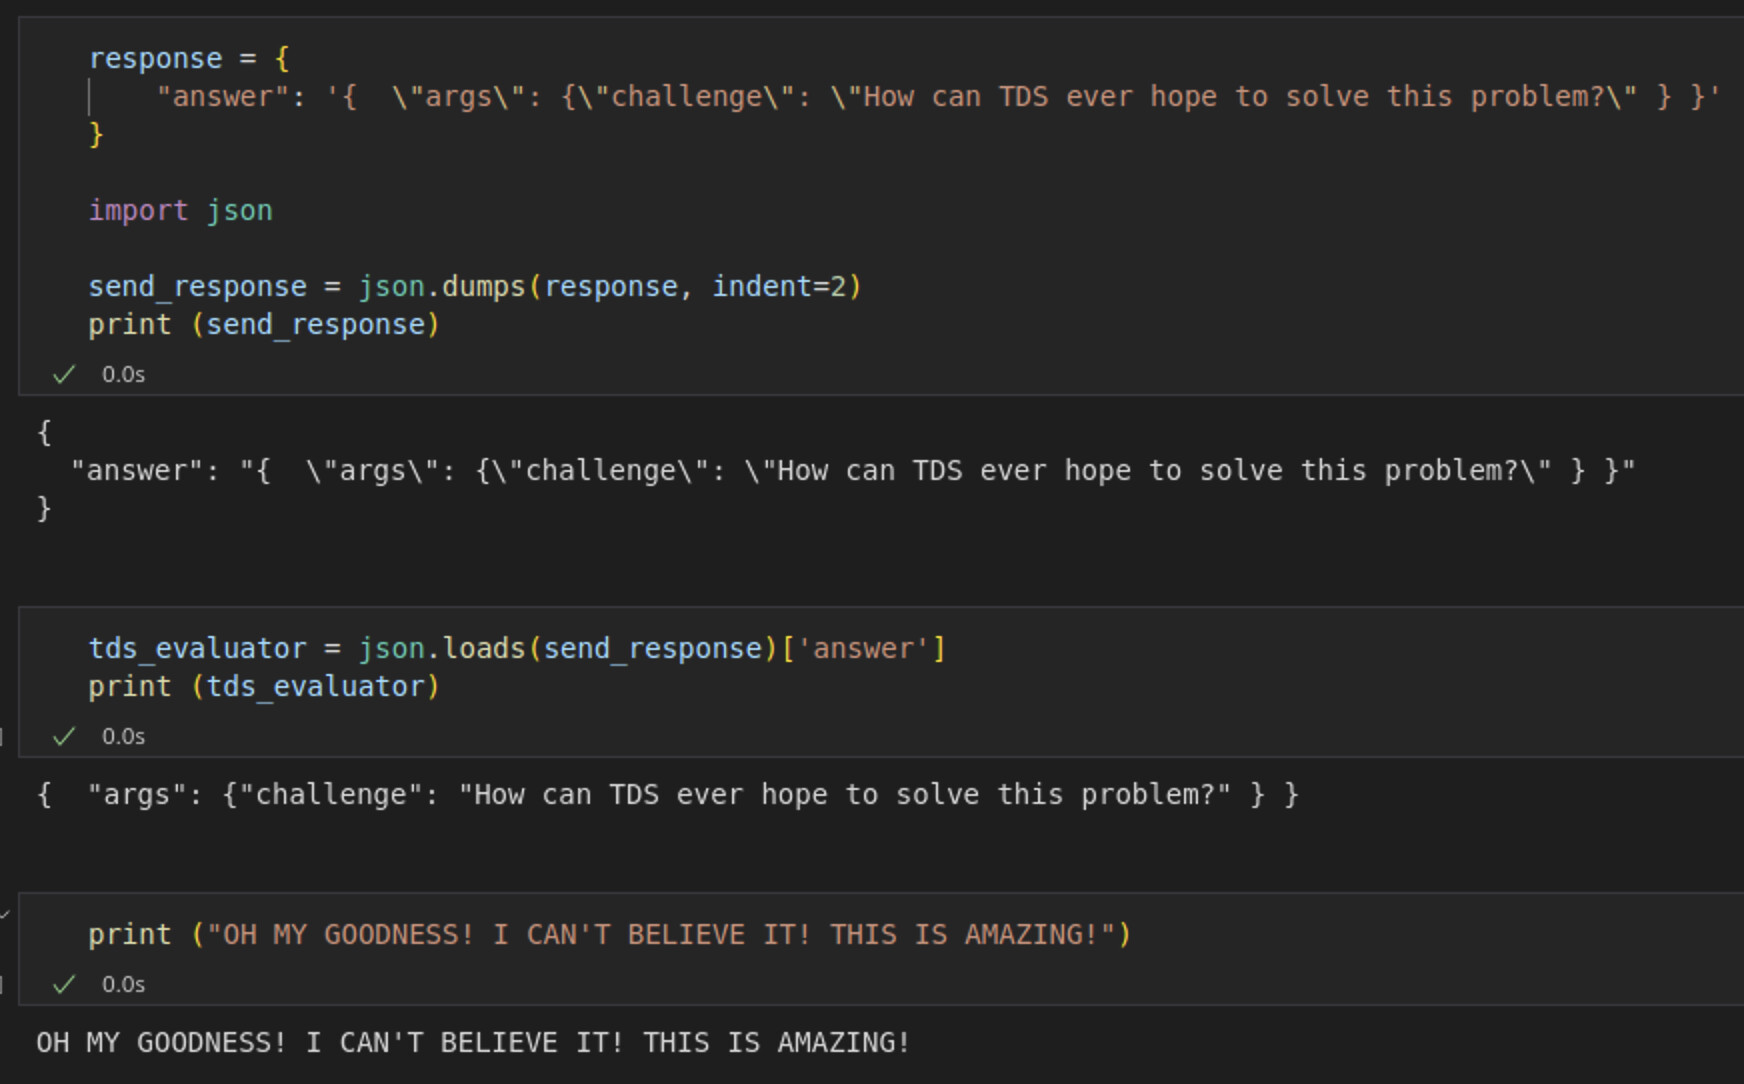 response = {
    "answer": '{  \"args\": {\"challenge\": \"How can TDS ever hope to solve this problem?\" } }'
}
import json
send_response = json.dumps(response, indent=2)
print (send_response)
0.0s
{
  "answer": "{  \"args\": {\"challenge\": \"How can TDS ever hope to solve this problem?\" } }"
}
tds_evaluator = json.loads(send_response)['answer']
print (tds_evaluator)
0.0s
{  "args": {"challenge": "How can TDS ever hope to solve this problem?" } }
print ("OH MY GOODNESS! I CAN'T BELIEVE IT! THIS IS AMAZING!")
0.0s
OH MY GOODNESS! I CAN'T BELIEVE IT! THIS IS AMAZING!